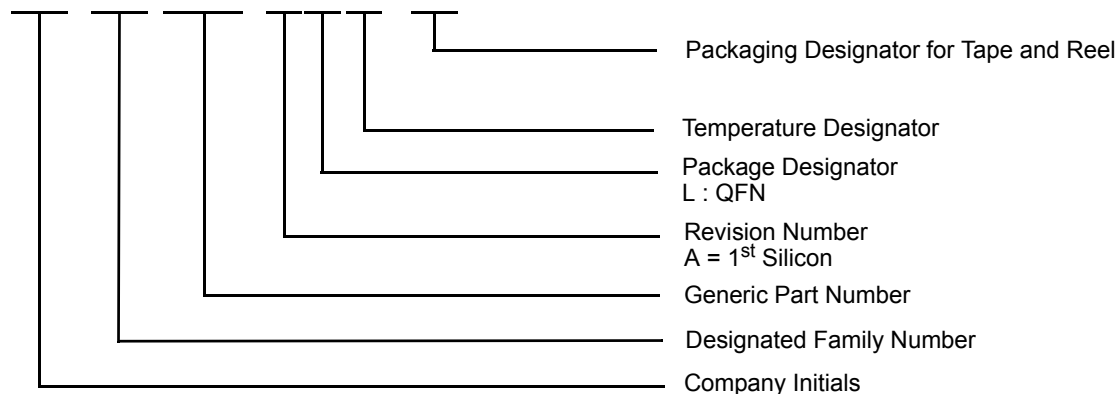 Packaging Designator for Tape and Reel
Temperature Designator
Package Designator
L : QFN
Revision Number
A = 1st Silicon
Generic Part Number
Designated Family Number
Company Initials